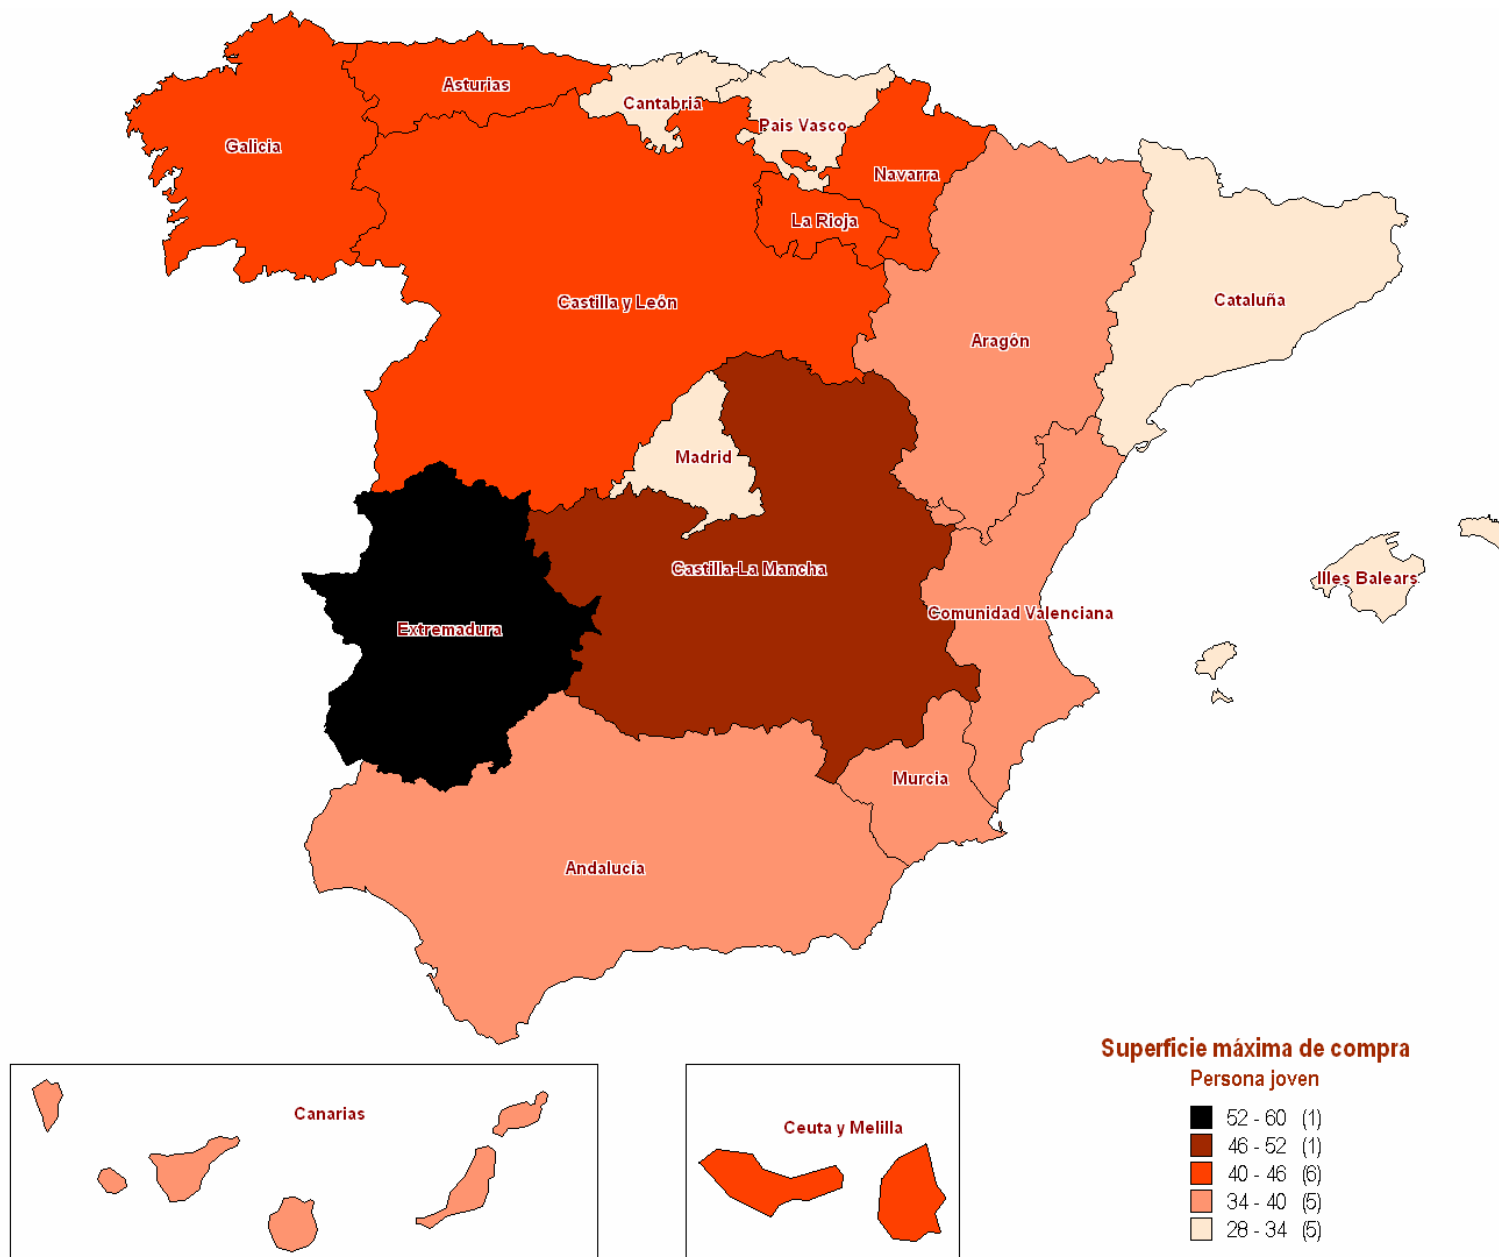 Asturias
Cantabria
Pais Vasco
Galicia
Navarra
La Rioja
Castilla y León
Cataluña
Aragón
Madrid
Castilla-La Mancha
Illes Balears
Comunidad Valenciana
Extremadura
Murcia
Andalucía
Canarias
Ceuta y Melilla
Superficie máxima de compra
Persona joven
52 - 60 (1)
46 - 52 (1)
40 - 46 (6)
34 - 40 (5)
28 - 34 (5)